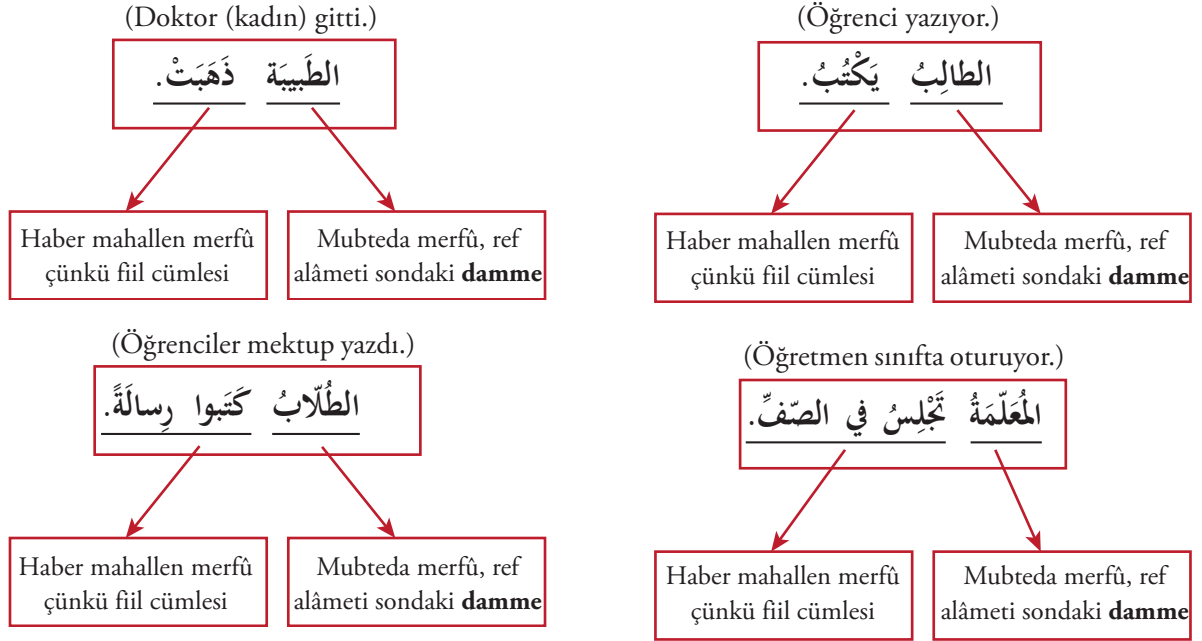 (Doktor (kadın) gitti.)
الطَبيبَة ذَهَبَتْ.
Haber mahallen merfû
çünkü fiil cümlesi
Mubteda merfû, ref
alâmeti sondaki damme
(Öğrenci yazıyor.)
الطالِبُ يَكْتُبُ.
Haber mahallen merfû
çünkü fiil cümlesi
Mubteda merfû, ref
alâmeti sondaki damme
(Öğrenciler mektup yazdı.)
الطُلّابُ كَتَبوا رِسالَةً.
Haber mahallen merfû
çünkü fiil cümlesi
Mubteda merfû, ref
alâmeti sondaki damme
(Öğretmen sınıfta oturuyor.)
المُعَلّمَةُ تَجْلِسُ في الصّفِّ.
Haber mahallen merfû
çünkü fiil cümlesi
Mubteda merfû, ref
alâmeti sondaki damme